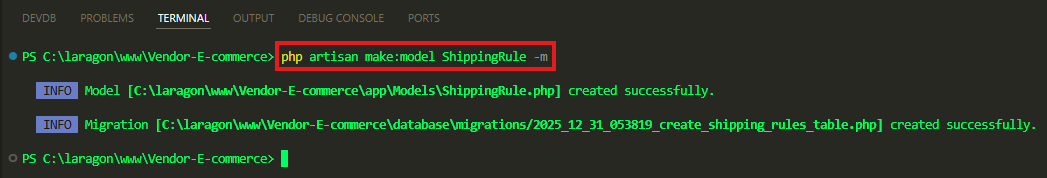 DEVDB PROBLEMS TERMINAL OUTPUT DEBUG CONSOLE PORTS
PS C:\laragon\www\Vendor-E-commerce> php artisan make:model ShippingRule -m
INFO Model [C:\laragon\www\Vendor-E-commerce\app\Models\ShippingRule.php] created successfully.
INFO Migration [C:\laragon\www\Vendor-E-commerce\database\migrations/2025_12_31_053819_create_shipping_rules_table.php] created successfully.
PS C:\laragon\www\Vendor-E-commerce>